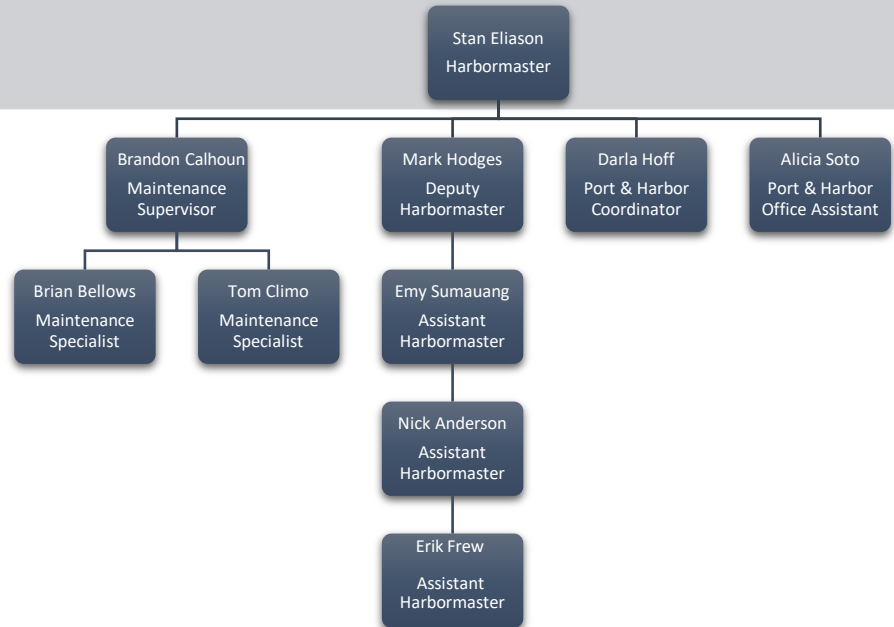 Stan Eliason
Harbormaster
Brandon Calhoun
Maintenance
Supervisor
Mark Hodges
Deputy
Harbormaster
Darla Hoff
Port & Harbor
Coordinator
Alicia Soto
Port & Harbor
Office Assistant
Brian Bellows
Maintenance
Specialist
Tom Climo
Maintenance
Specialist
Emy Sumauang
Assistant
Harbormaster
Nick Anderson
Assistant
Harbormaster
Erik Frew
Assistant
Harbormaster